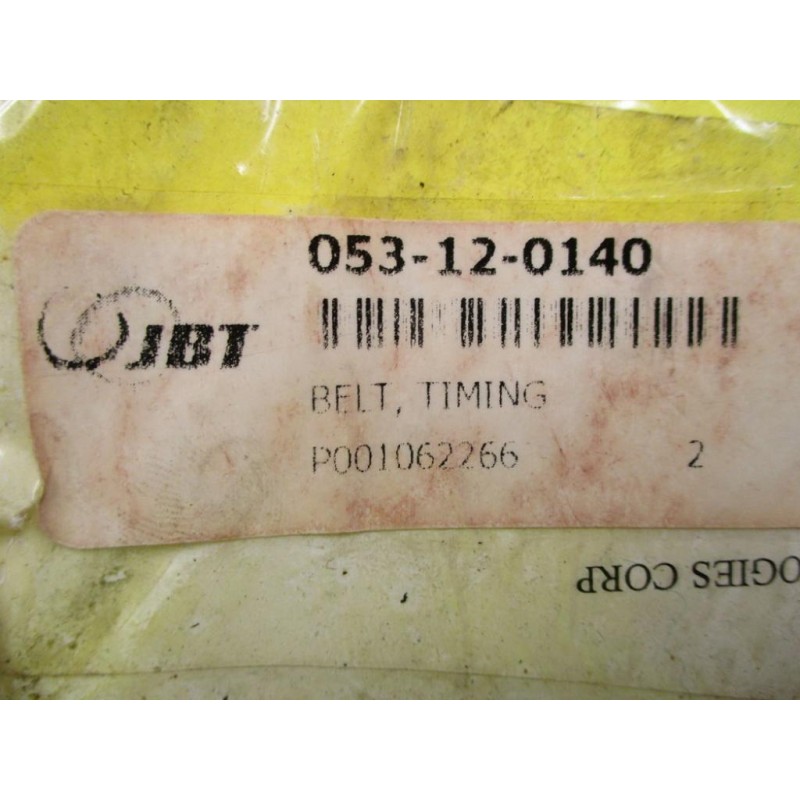 053-12-0140
JBT
BELT, TIMING
P001062266 2
OGIES CORP